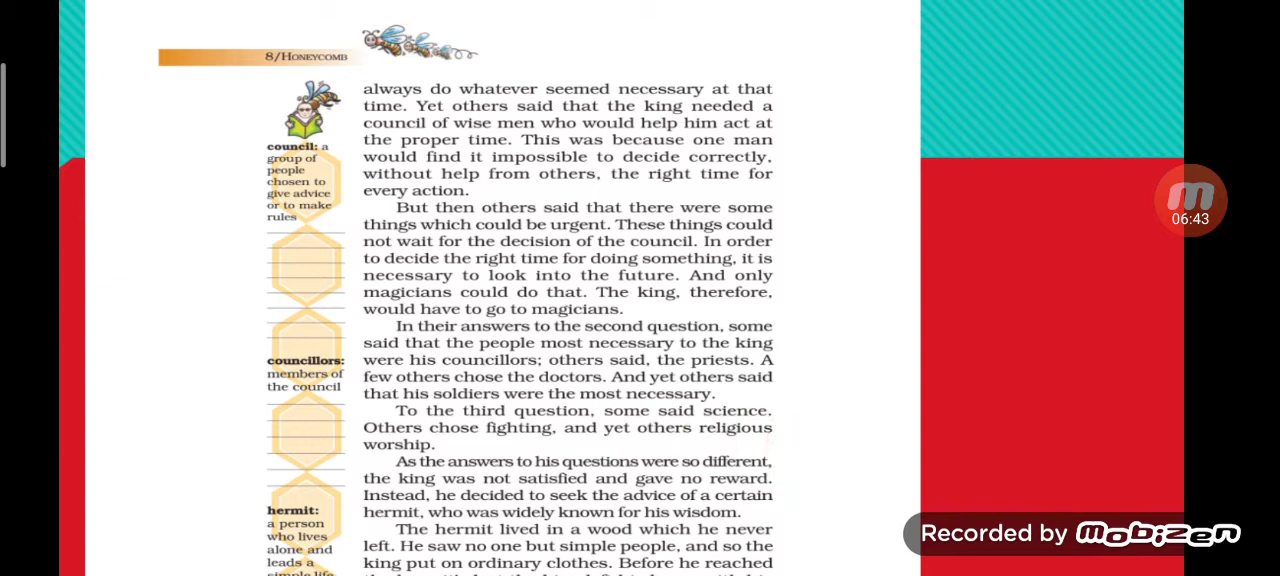 8/HONEYCOMB
always do whatever seemed necessary at that
time. Yet others said that the king needed a
council of wise men who would help him act at
the proper time. This was because one man
would find it impossible to decide correctly,
without help from others, the right time for
every action.
But then others said that there were some
things which could be urgent. These things could
not wait for the decision of the council. In order
to decide the right time for doing something, it is
necessary to look into the future. And only
magicians could do that. The king, therefore,
would have to go to magicians.
In their answers to the second question, some
said that the people most necessary to the king
were his councillors; others said, the priests. A
few others chose the doctors. And yet others said
that his soldiers were the most necessary.
To the third question, some said science.
Others chose fighting, and yet others religious
worship.
As the answers to his questions were so different,
the king was not satisfied and gave no reward.
Instead, he decided to seek the advice of a certain
hermit, who was widely known for his wisdom.
The hermit lived in a wood which he never
left. He saw no one but simple people, and so the
king put on ordinary clothes. Before he reached
council: a
group of
people
chosen to
give advice
or to make
rules
councillors:
members of
the council
hermit:
a person
who lives
alone and
leads a
simple life
06:43
Recorded by mobizen